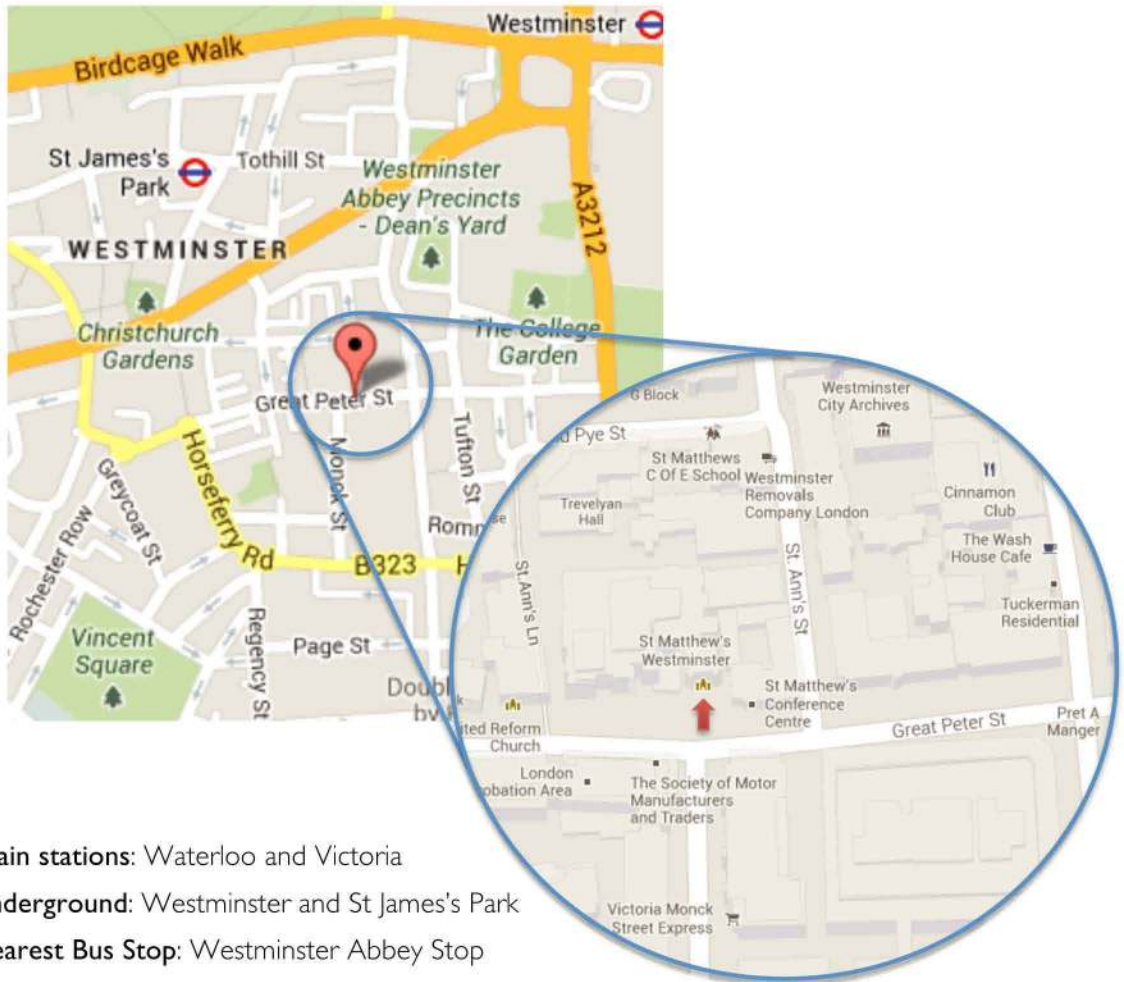 Westminster
Birdcage Walk
St James's
Park
Tothill St
Westminster
Abbey Precincts
- Dean's Yard
A3212
WESTMINSTER
Christchurch
Gardens
The College
Garden
Great Peter St
Monck St
Tufton St
Horseferry Rd
Greycoat St
Rochester Row
B323
H
Regency St
Page St
Vincent
Square
by
G Block
Westminster
City Archives
d Pye St
St Matthews
C Of E School
Westminster
Removals
Company London
Trevelyan
Hall
Cinnamon
Club
The Wash
House Cafe
Tuckerman
Residential
St.Ann's Ln
St. Ann's St
St Matthew's
Westminster
St Matthew's
Conference
Centre
Great Peter St
Pret A
Manger
ited Reform
Church
London
obation Area
The Society of Motor
Manufacturers
and Traders
Victoria Monck
Street Express
ain stations: Waterloo and Victoria
nderground: Westminster and St James's Park
earest Bus Stop: Westminster Abbey Stop